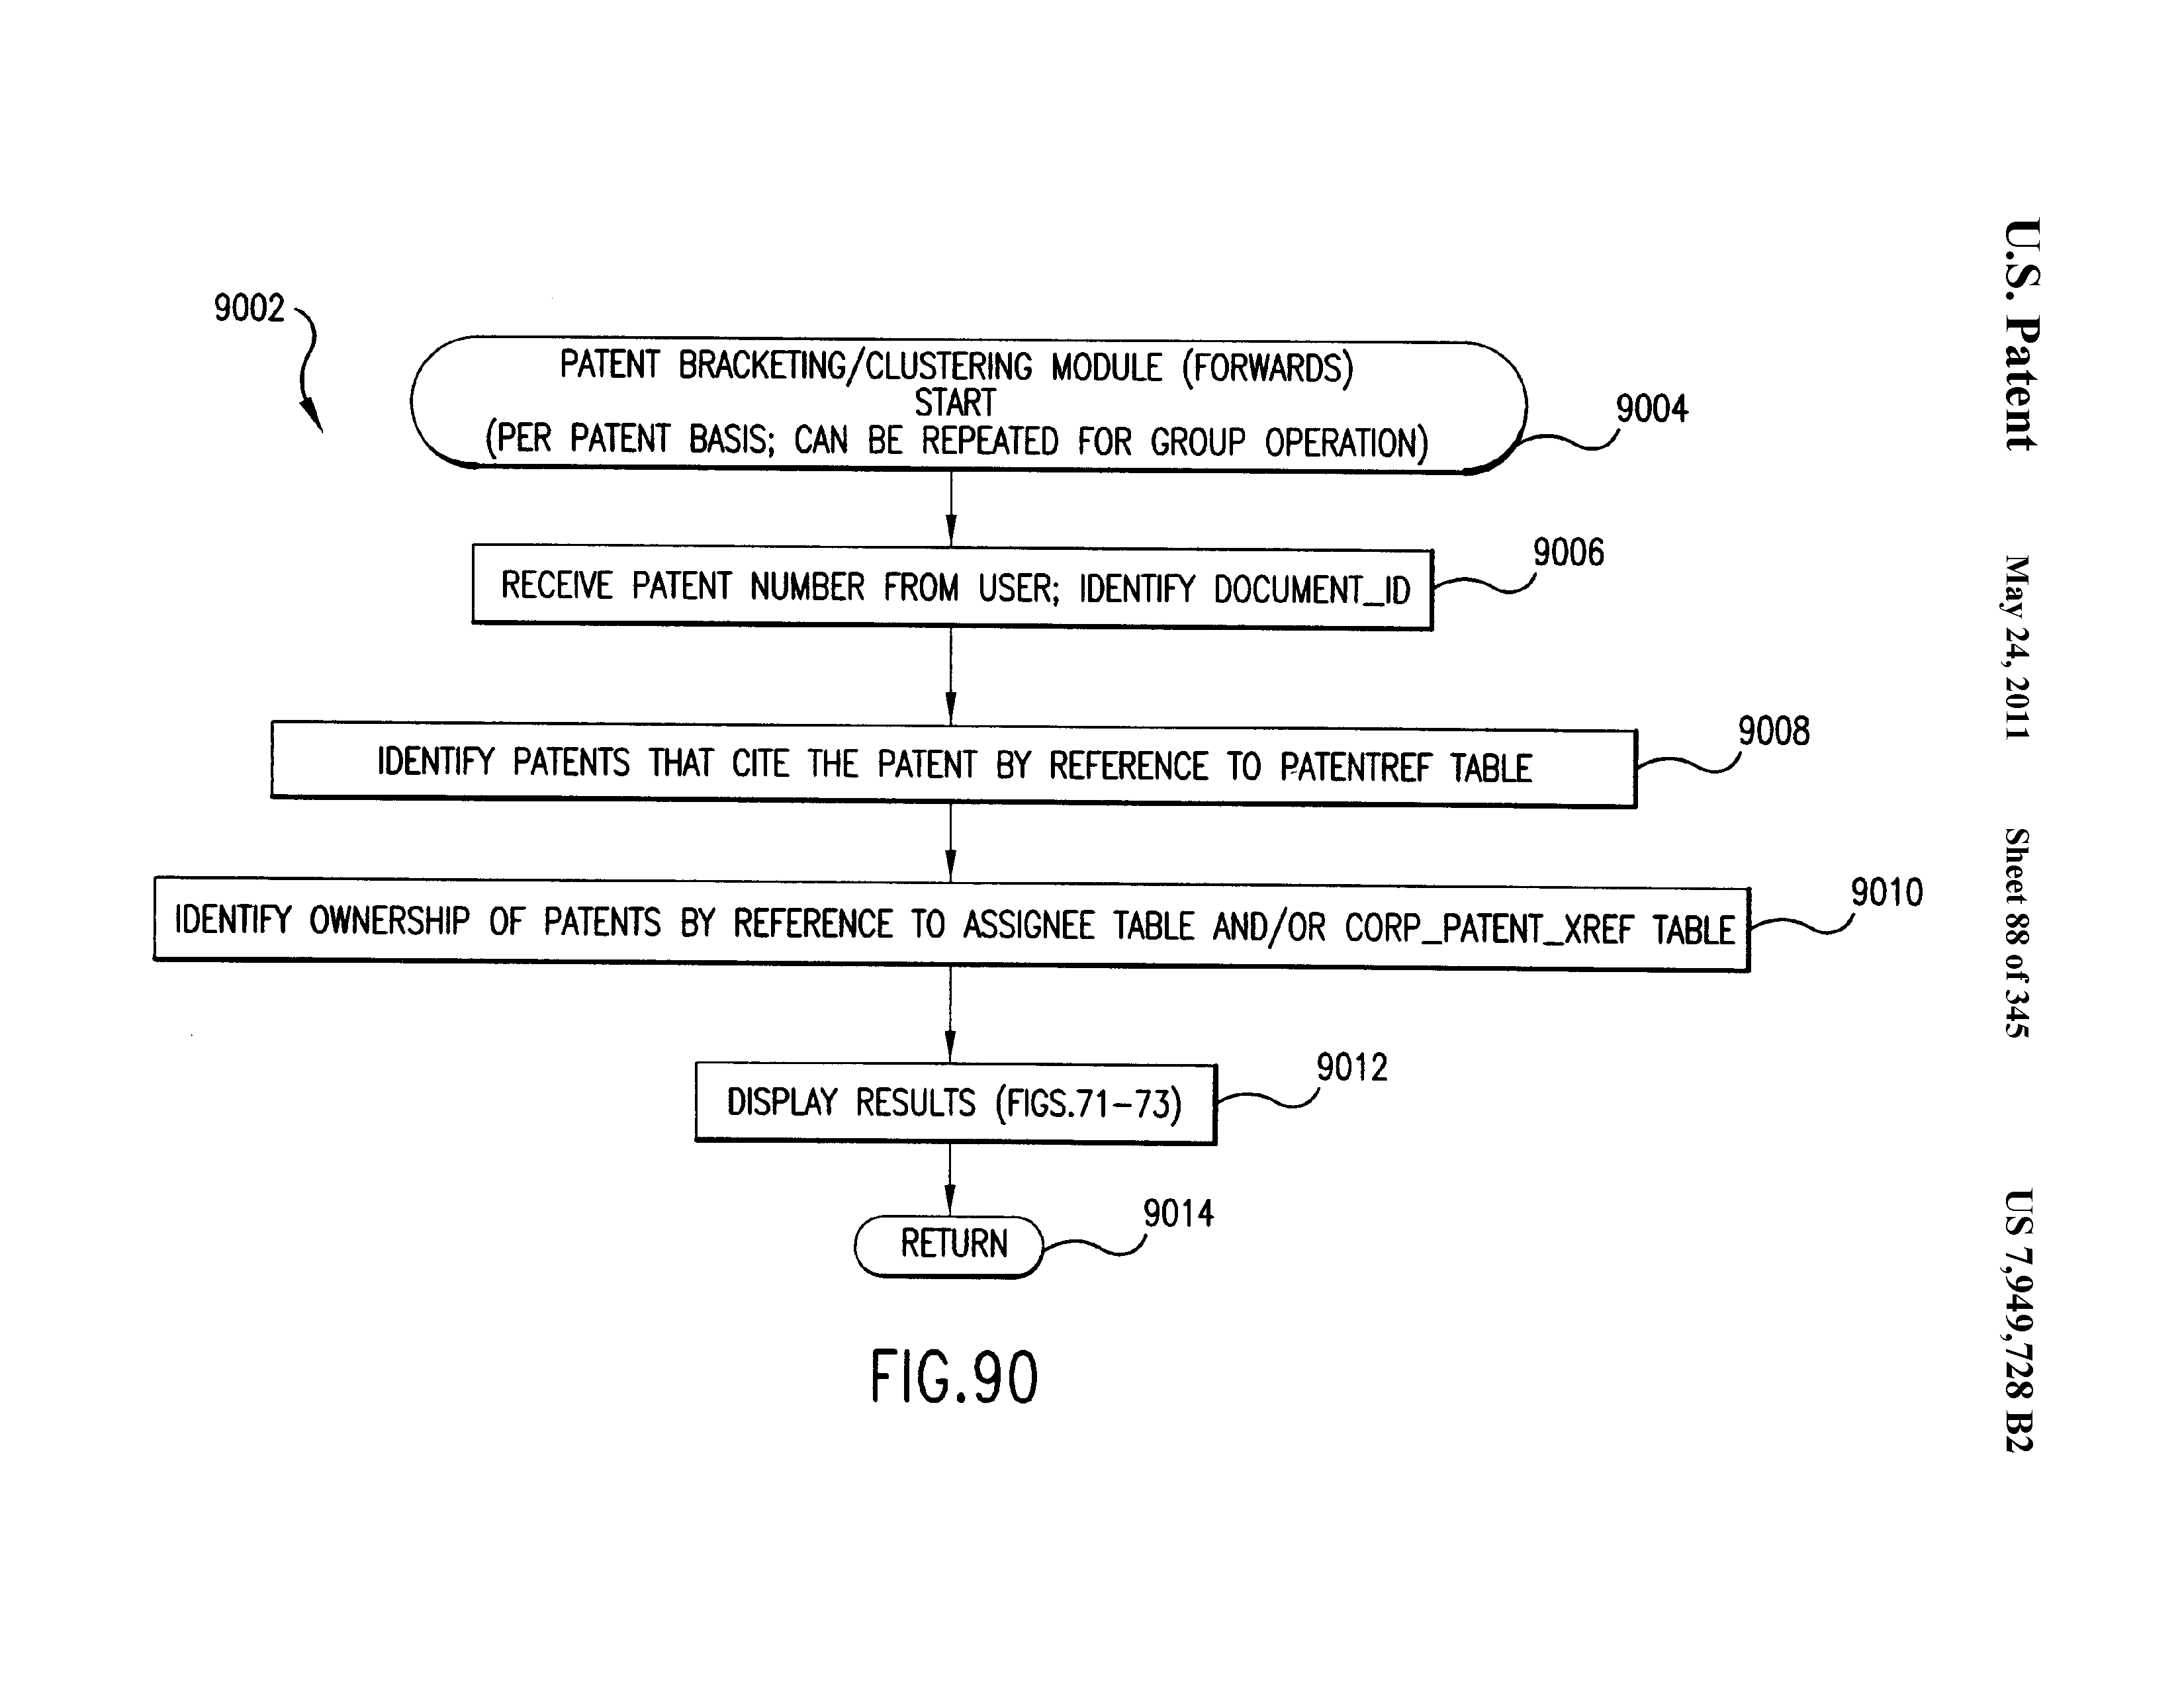 U.S. Patent May 24, 2011 Sheet 88 of 345 US 7,949,728 B2
9002
PATENT BRACKETING/CLUSTERING MODULE (FORWARDS)
START
(PER PATENT BASIS; CAN BE REPEATED FOR GROUP OPERATION)
9004
RECEIVE PATENT NUMBER FROM USER; IDENTIFY DOCUMENT_ID
9006
IDENTIFY PATENTS THAT CITE THE PATENT BY REFERENCE TO PATENTREF TABLE
9008
IDENTIFY OWNERSHIP OF PATENTS BY REFERENCE TO ASSIGNEE TABLE AND/OR CORP_PATENT_XREF TABLE
9010
DISPLAY RESULTS (FIGS.71-73)
9012
RETURN
9014
FIG.90